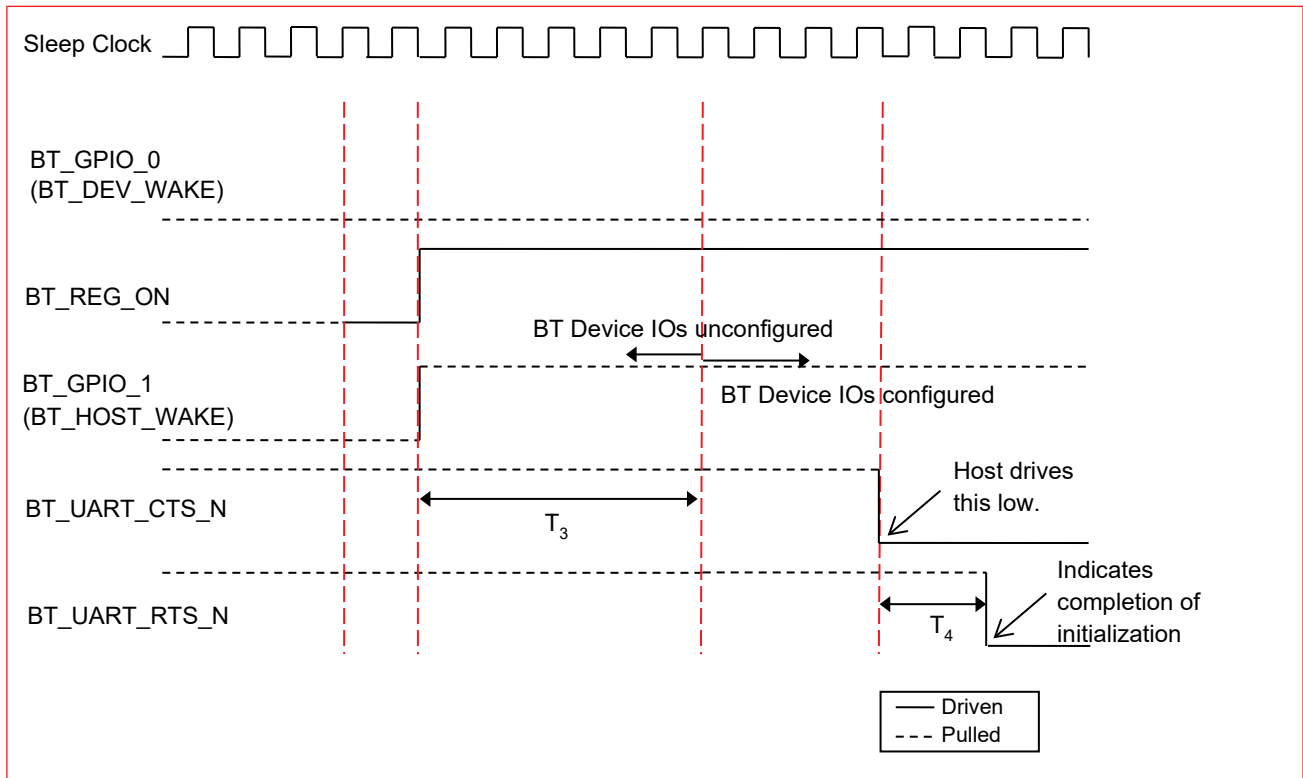 Sleep Clock
BT_GPIO_0
(BT_DEV_WAKE)
BT_REG_ON
BT Device IOs unconfigured
BT_GPIO_1
(BT_HOST_WAKE)
BT Device IOs configured
Host drives
this low.
BT_UART_CTS_N
T3
Indicates
completion of
initialization
BT_UART_RTS_N
T4
Driven
Pulled